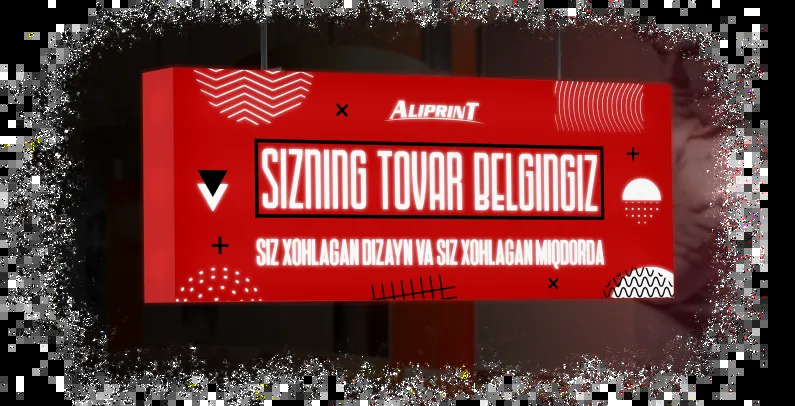 ALIPRINT
SIZNING TOVAR BELGINGIZ
SIZ XOHLAGAN DIZAYN VA SIZ XOHLAGAN MIQDORDA